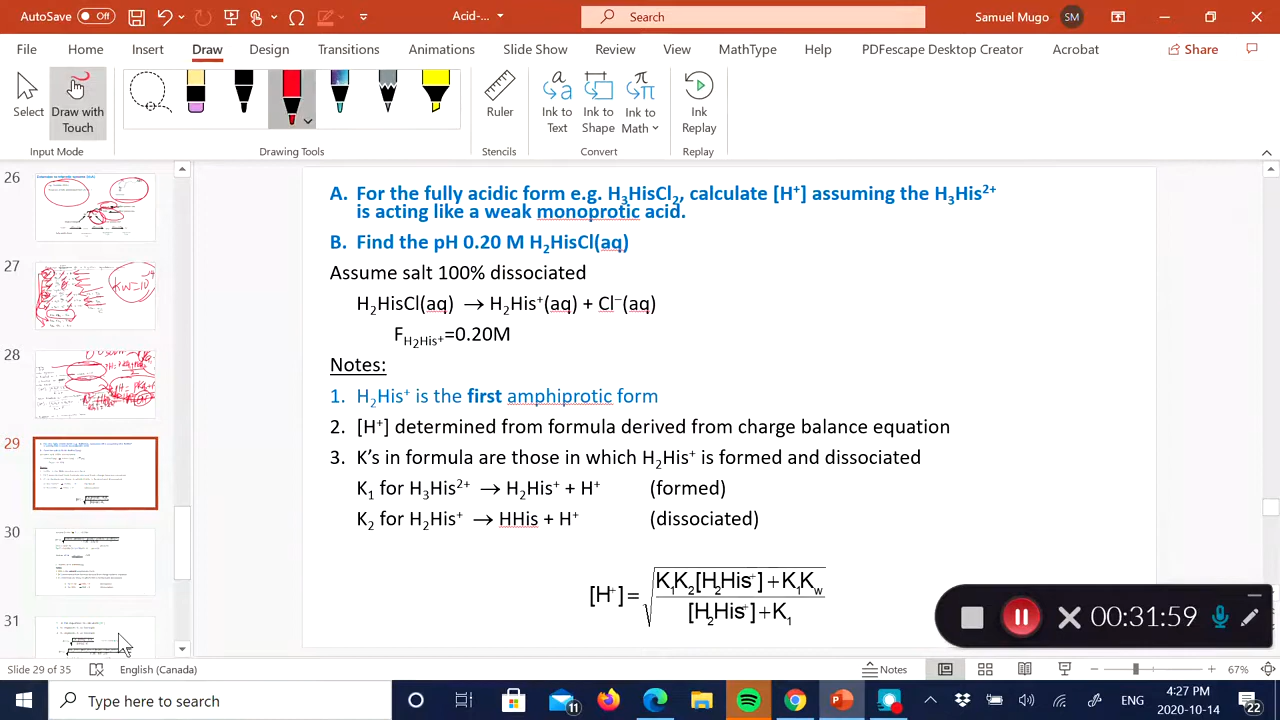 AutoSave Off Acid-... Search Samuel Mugo SM
File Home Insert Draw Design Slide Show Transitions Animations Review View MathType Help PDFescape Desktop Creator Acrobat Share
Select Draw with Touch Ruler Ink to Text Ink to Shape Ink to Math Ink Replay
Input Mode Drawing Tools Stencils Convert Replay
26
27
Kw=10⁻¹⁴
28
29
30
31
A. For the fully acidic form e.g. H₃HisCl₂, calculate [H⁺] assuming the H₃His²⁺
is acting like a weak monoprotic acid.
B. Find the pH 0.20 M H₂HisCl(aq)
Assume salt 100% dissociated
H₂HisCl(aq) → H₂His⁺(aq) + Cl⁻(aq)
F H₂His⁺=0.20M
Notes:
1. H₂His⁺ is the first amphiprotic form
2. [H⁺] determined from formula derived from charge balance equation
3. K's in formula are those in which H₂His⁺ is formed and dissociated
K₁ for H₃His²⁺ → H₂His⁺ + H⁺ (formed)
K₂ for H₂His⁺ → HHis + H⁺ (dissociated)
[H⁺] = √ K₁K₂[H₂His⁺]+K₁Kw
[H₂His⁺]+K₁
00:31:59
Slide 29 of 35 English (Canada) Notes 67%
Type here to search 11 ENG 4:27 PM 2020-10-14 22